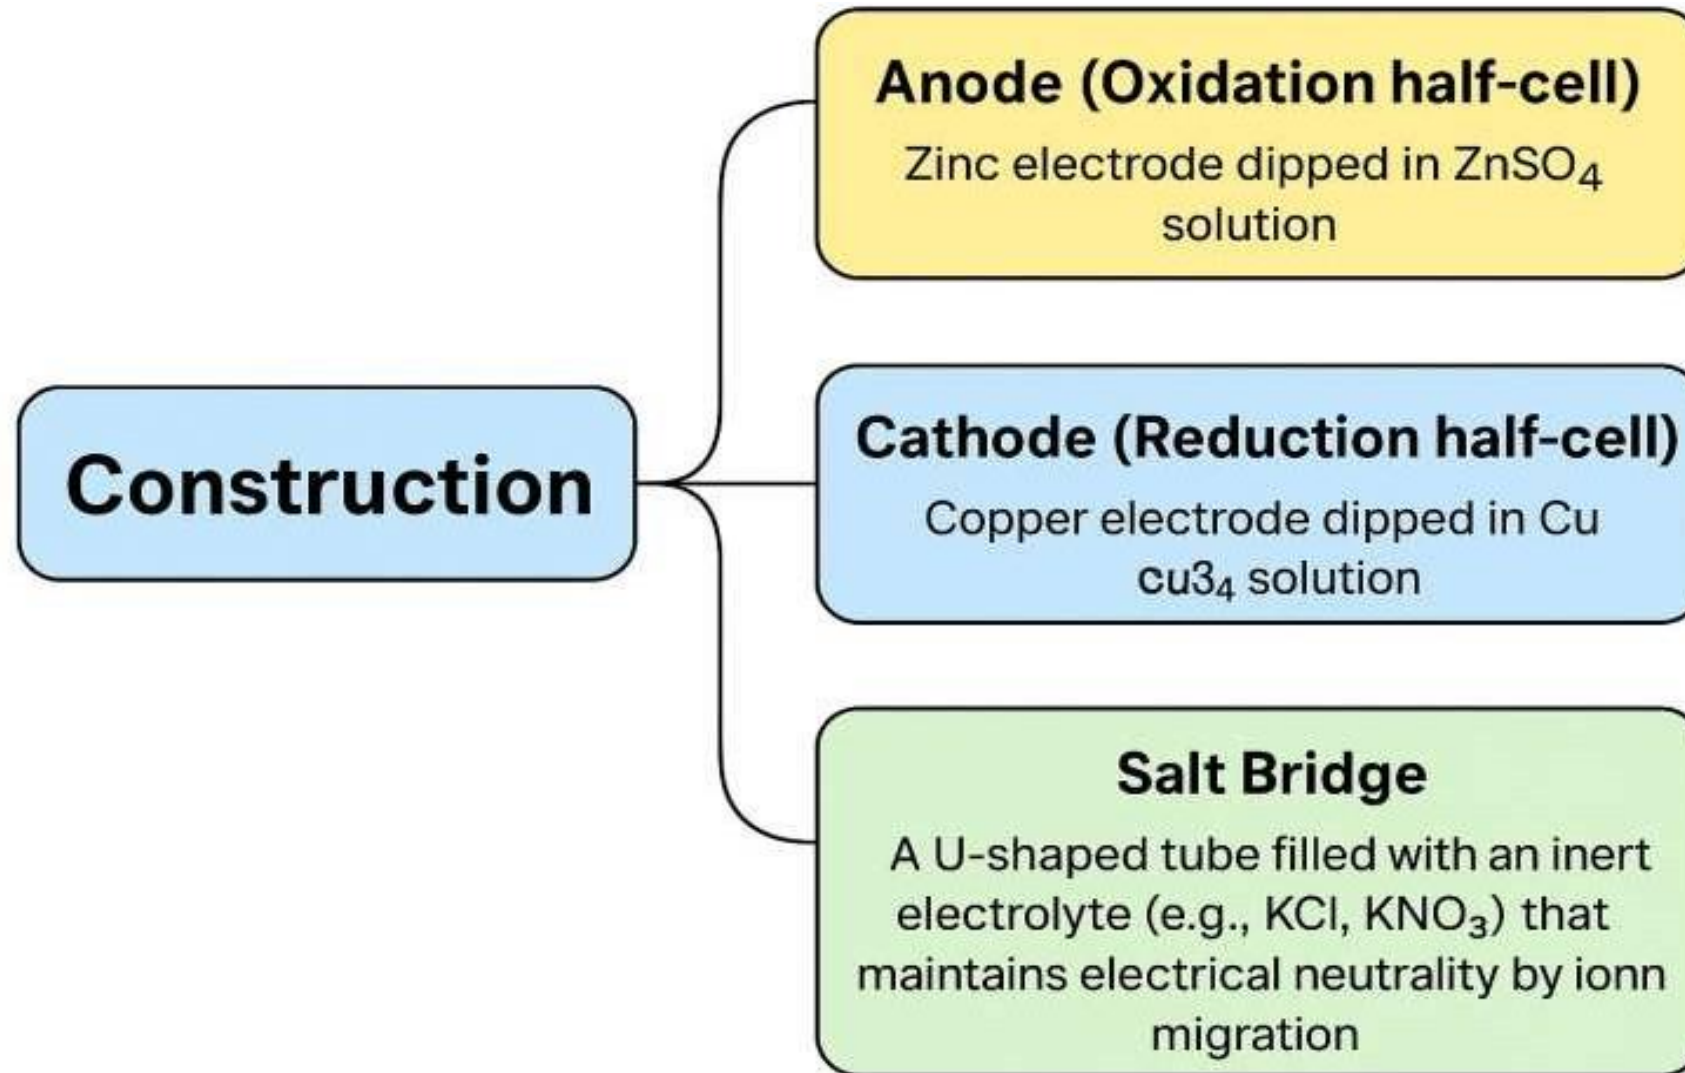 Construction
Anode (Oxidation half-cell)
Zinc electrode dipped in ZnSO₄
solution
Cathode (Reduction half-cell)
Copper electrode dipped in Cu
cu3₄ solution
Salt Bridge
A U-shaped tube filled with an inert
electrolyte (e.g., KCl, KNO₃) that
maintains electrical neutrality by ionn
migration